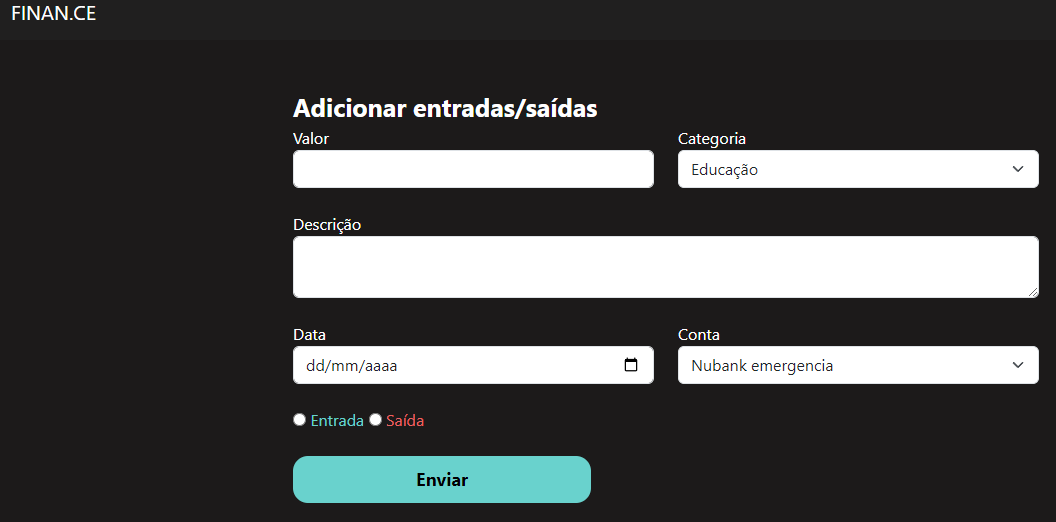 FINAN.CE
Adicionar entradas/saídas
Valor
Categoria
Educação
Descrição
Data
Conta
dd/mm/aaaa
Nubank emergencia
Entrada Saída
Enviar